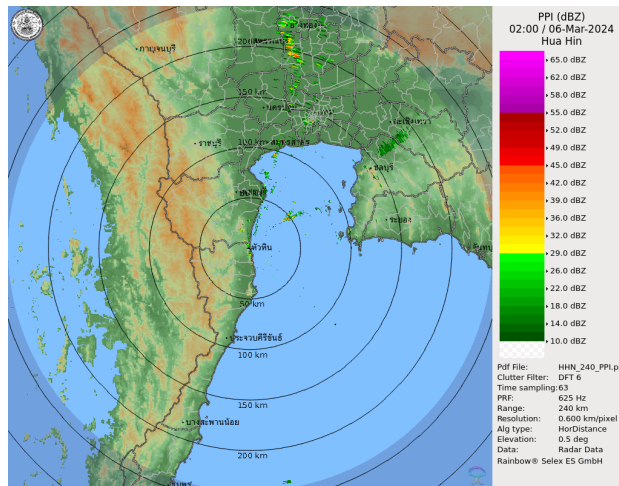 PPI (dBZ)
02:00 / 06-Mar-2024
Hua Hin
65.0 dBZ
62.0 dBZ
58.0 dBZ
55.0 dBZ
52.0 dBZ
49.0 dBZ
45.0 dBZ
42.0 dBZ
39.0 dBZ
36.0 dBZ
32.0 dBZ
29.0 dBZ
26.0 dBZ
22.0 dBZ
18.0 dBZ
14.0 dBZ
10.0 dBZ
Pdf File: HHN_240_PPI.p
Clutter Filter: DFT 6
Time sampling:63
PRF: 625 Hz
Range: 240 km
Resolution: 0.600 km/pixel
Alg type: HorDistance
Elevation: 0.5 deg
Data: Radar Data
Rainbow® Selex ES GmbH
กาญจนบุรี
150 km
ราชบุรี
100 km
สมุทรสาคร
ชลบุรี
ระยอง
หัวหิน
50 km
ประจวบคีรีขันธ์
100 km
150 km
บางสะพานน้อย
200 km